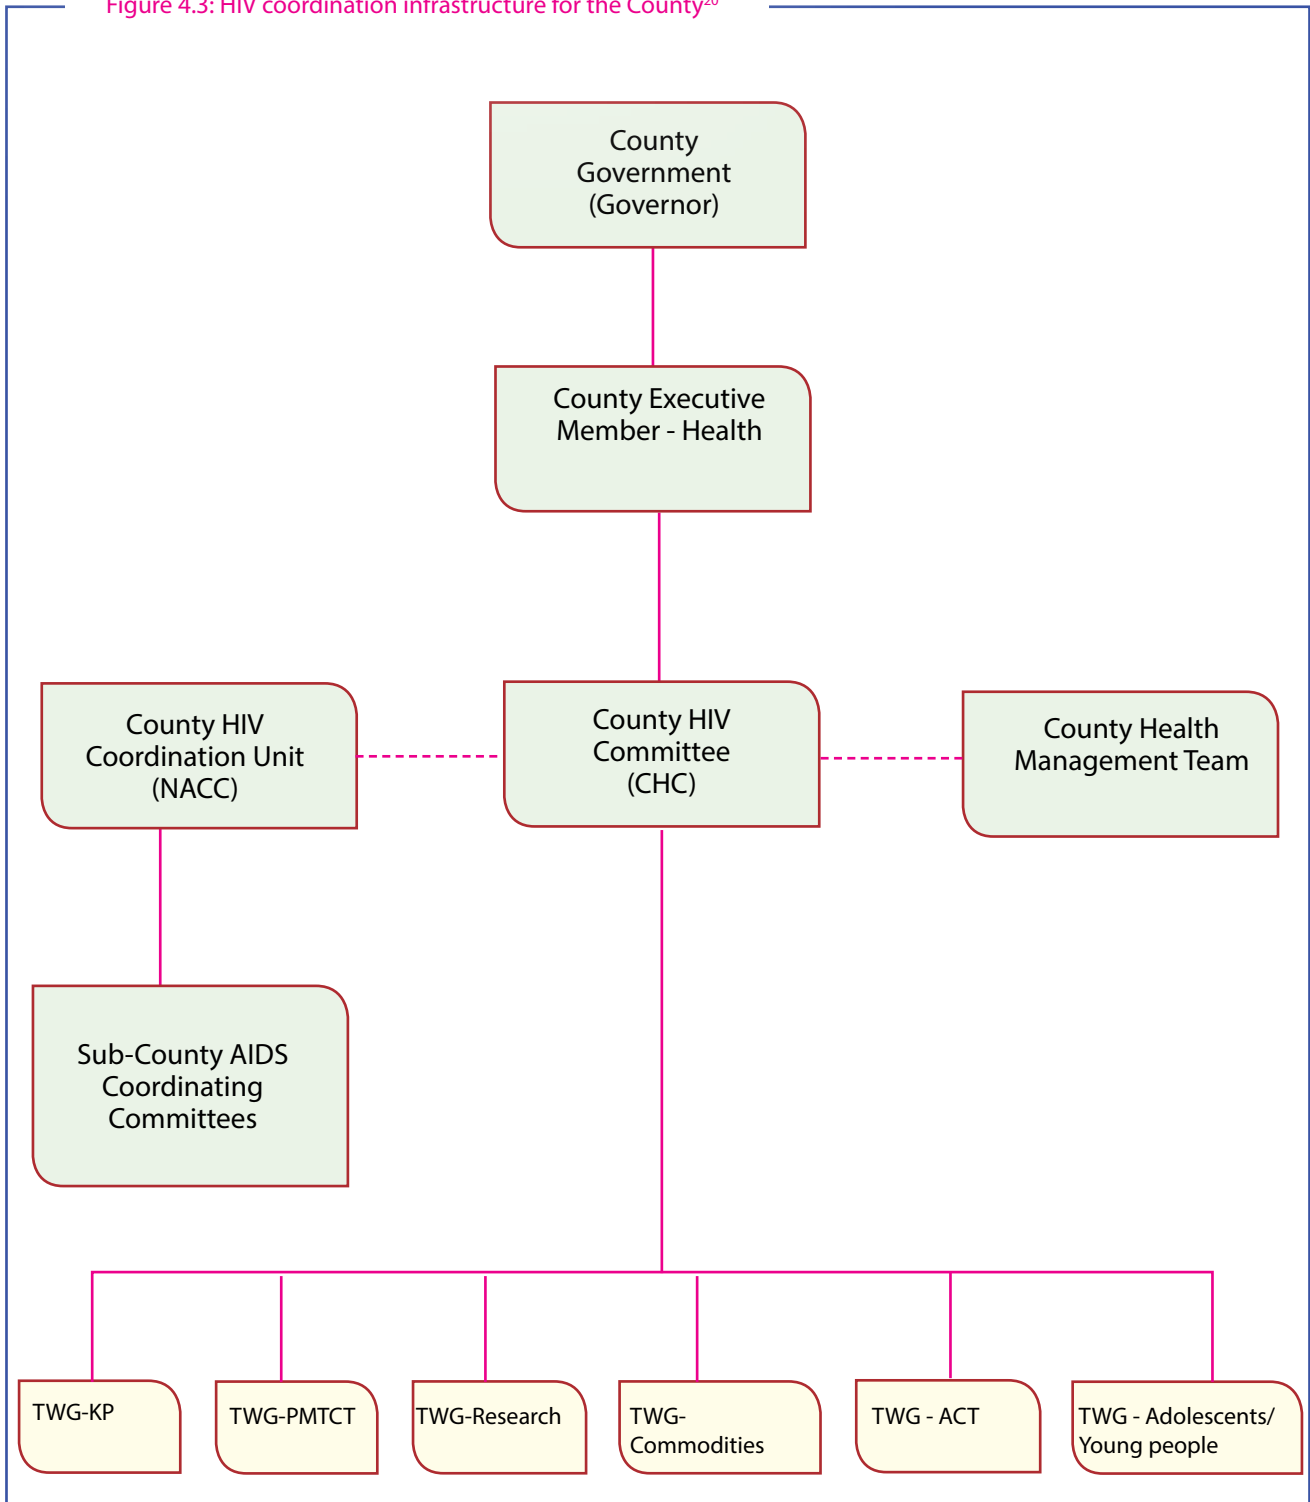 Figure 4.3: HIV coordination infrastructure for the County²⁰
County
Government
(Governor)
County Executive
Member - Health
County HIV
Coordination Unit
(NACC)
County HIV
Committee
(CHC)
County Health
Management Team
Sub-County AIDS
Coordinating
Committees
TWG-KP
TWG-PMTCT
TWG-Research
TWG-
Commodities
TWG - ACT
TWG - Adolescents/
Young people